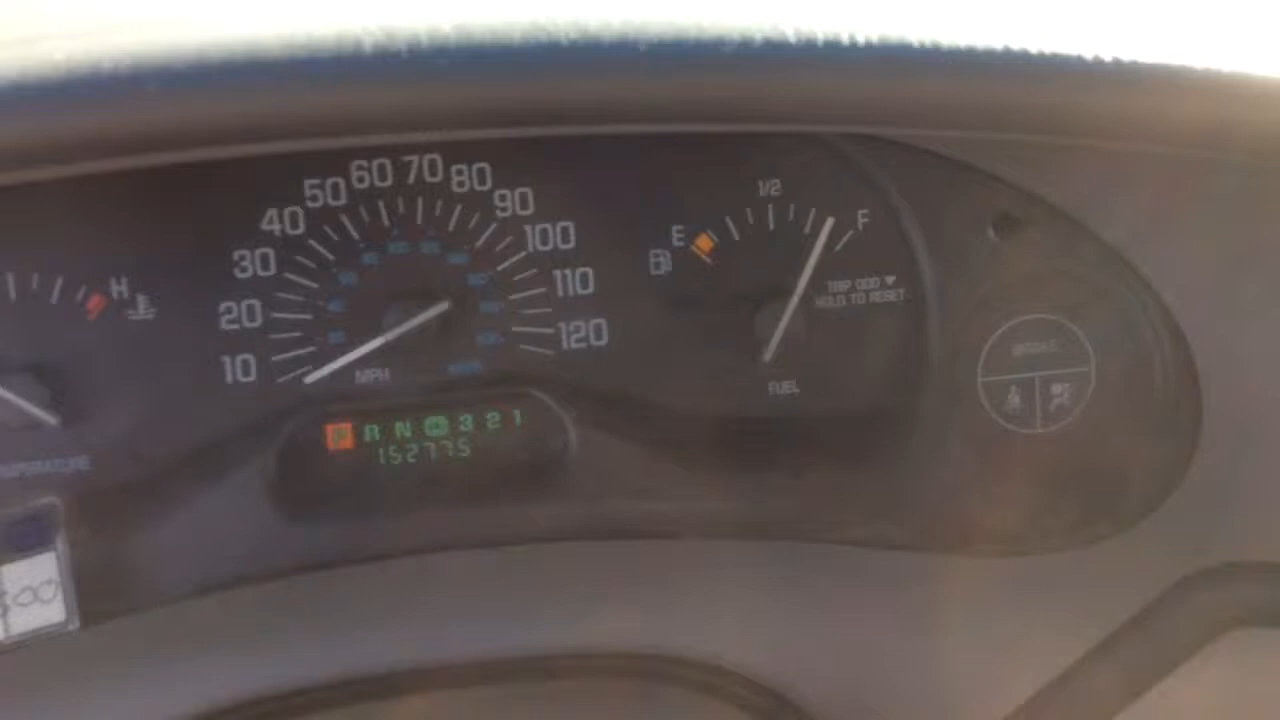 60 70
50 80
40 90
30 100
20 110
10 120
MPH
H
1/2
E F
TRIP ODO ▼
HOLD TO RESET
FUEL
P R N D 3 2 1
152775
00